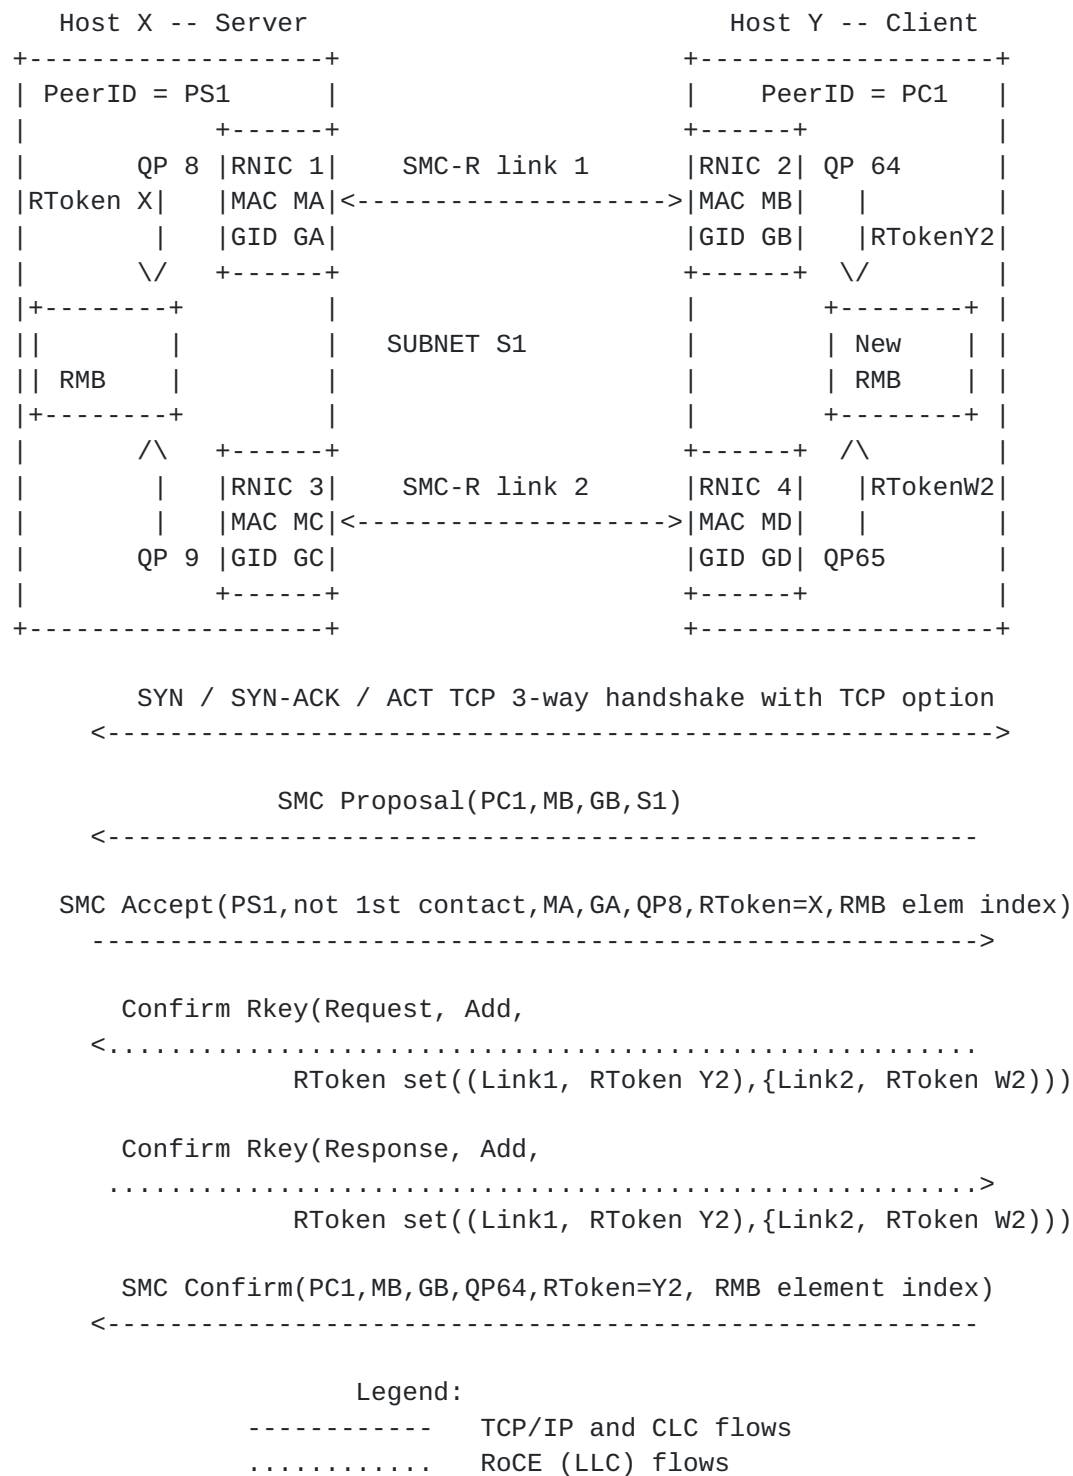 Host X -- Server                           Host Y -- Client
+-------------------+                      +-------------------+
| PeerID = PS1      |                      |    PeerID = PC1   |
|            +------+                      +------+            |
|       QP 8 |RNIC 1|    SMC-R link 1      |RNIC 2| QP 64      |
|RToken X|   |MAC MA|<-------------------->|MAC MB|   |        |
|        |   |GID GA|                      |GID GB|   |RTokenY2|
|       \/   +------+                      +------+  \/        |
|+--------+         |                      |        +--------+ |
||        |         |   SUBNET S1          |        | New    | |
|| RMB    |         |                      |        | RMB    | |
|+--------+         |                      |        +--------+ |
|       /\   +------+                      +------+  /\        |
|        |   |RNIC 3|    SMC-R link 2      |RNIC 4|   |RTokenW2|
|        |   |MAC MC|<-------------------->|MAC MD|   |        |
|       QP 9 |GID GC|                      |GID GD| QP65       |
|            +------+                      +------+            |
+-------------------+                      +-------------------+

        SYN / SYN-ACK / ACT TCP 3-way handshake with TCP option
     <--------------------------------------------------------->

                 SMC Proposal(PC1,MB,GB,S1)
     <--------------------------------------------------------

   SMC Accept(PS1,not 1st contact,MA,GA,QP8,RToken=X,RMB elem index)
     --------------------------------------------------------->

       Confirm Rkey(Request, Add,
     <........................................................
                  RToken set((Link1, RToken Y2),{Link2, RToken W2)))

       Confirm Rkey(Response, Add,
      ........................................................>
                  RToken set((Link1, RToken Y2),{Link2, RToken W2)))

       SMC Confirm(PC1,MB,GB,QP64,RToken=Y2, RMB element index)
     <--------------------------------------------------------

                      Legend:
               ------------   TCP/IP and CLC flows
               ............   RoCE (LLC) flows